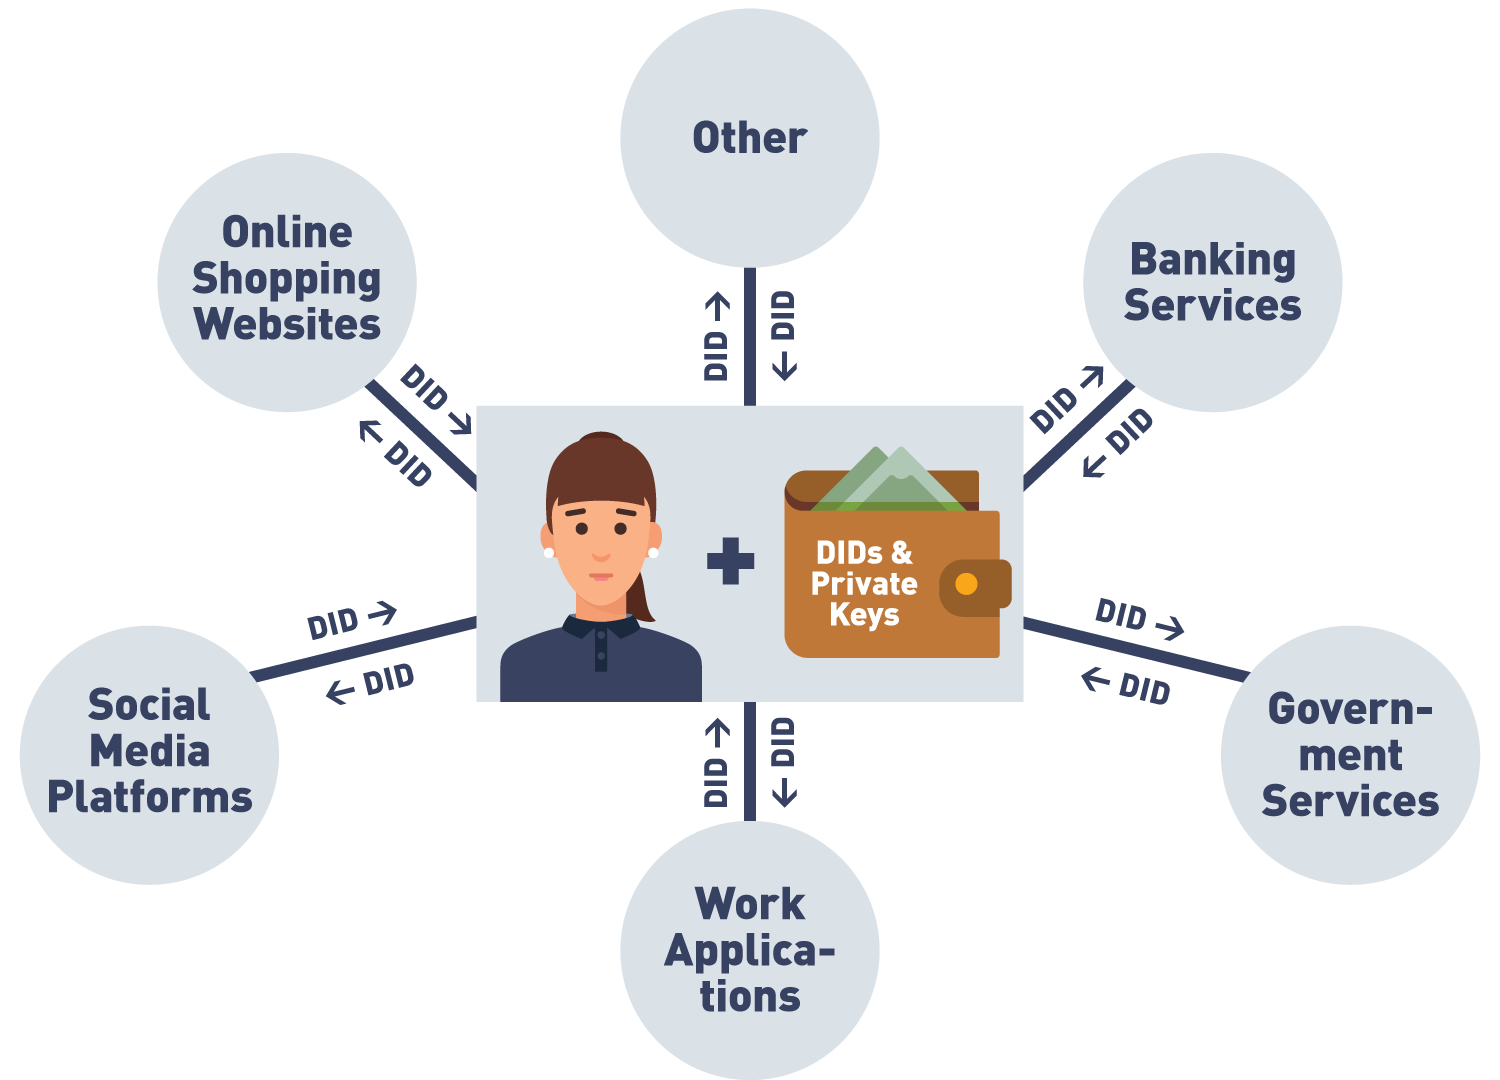 Other
Online
Shopping
Websites
Banking
Services
DID →
← DID
DID →
← DID
DID →
← DID
DIDs &
Private
Keys
DID →
← DID
DID →
← DID
Social
Media
Platforms
Govern-
ment
Services
DID →
← DID
Work
Applica-
tions